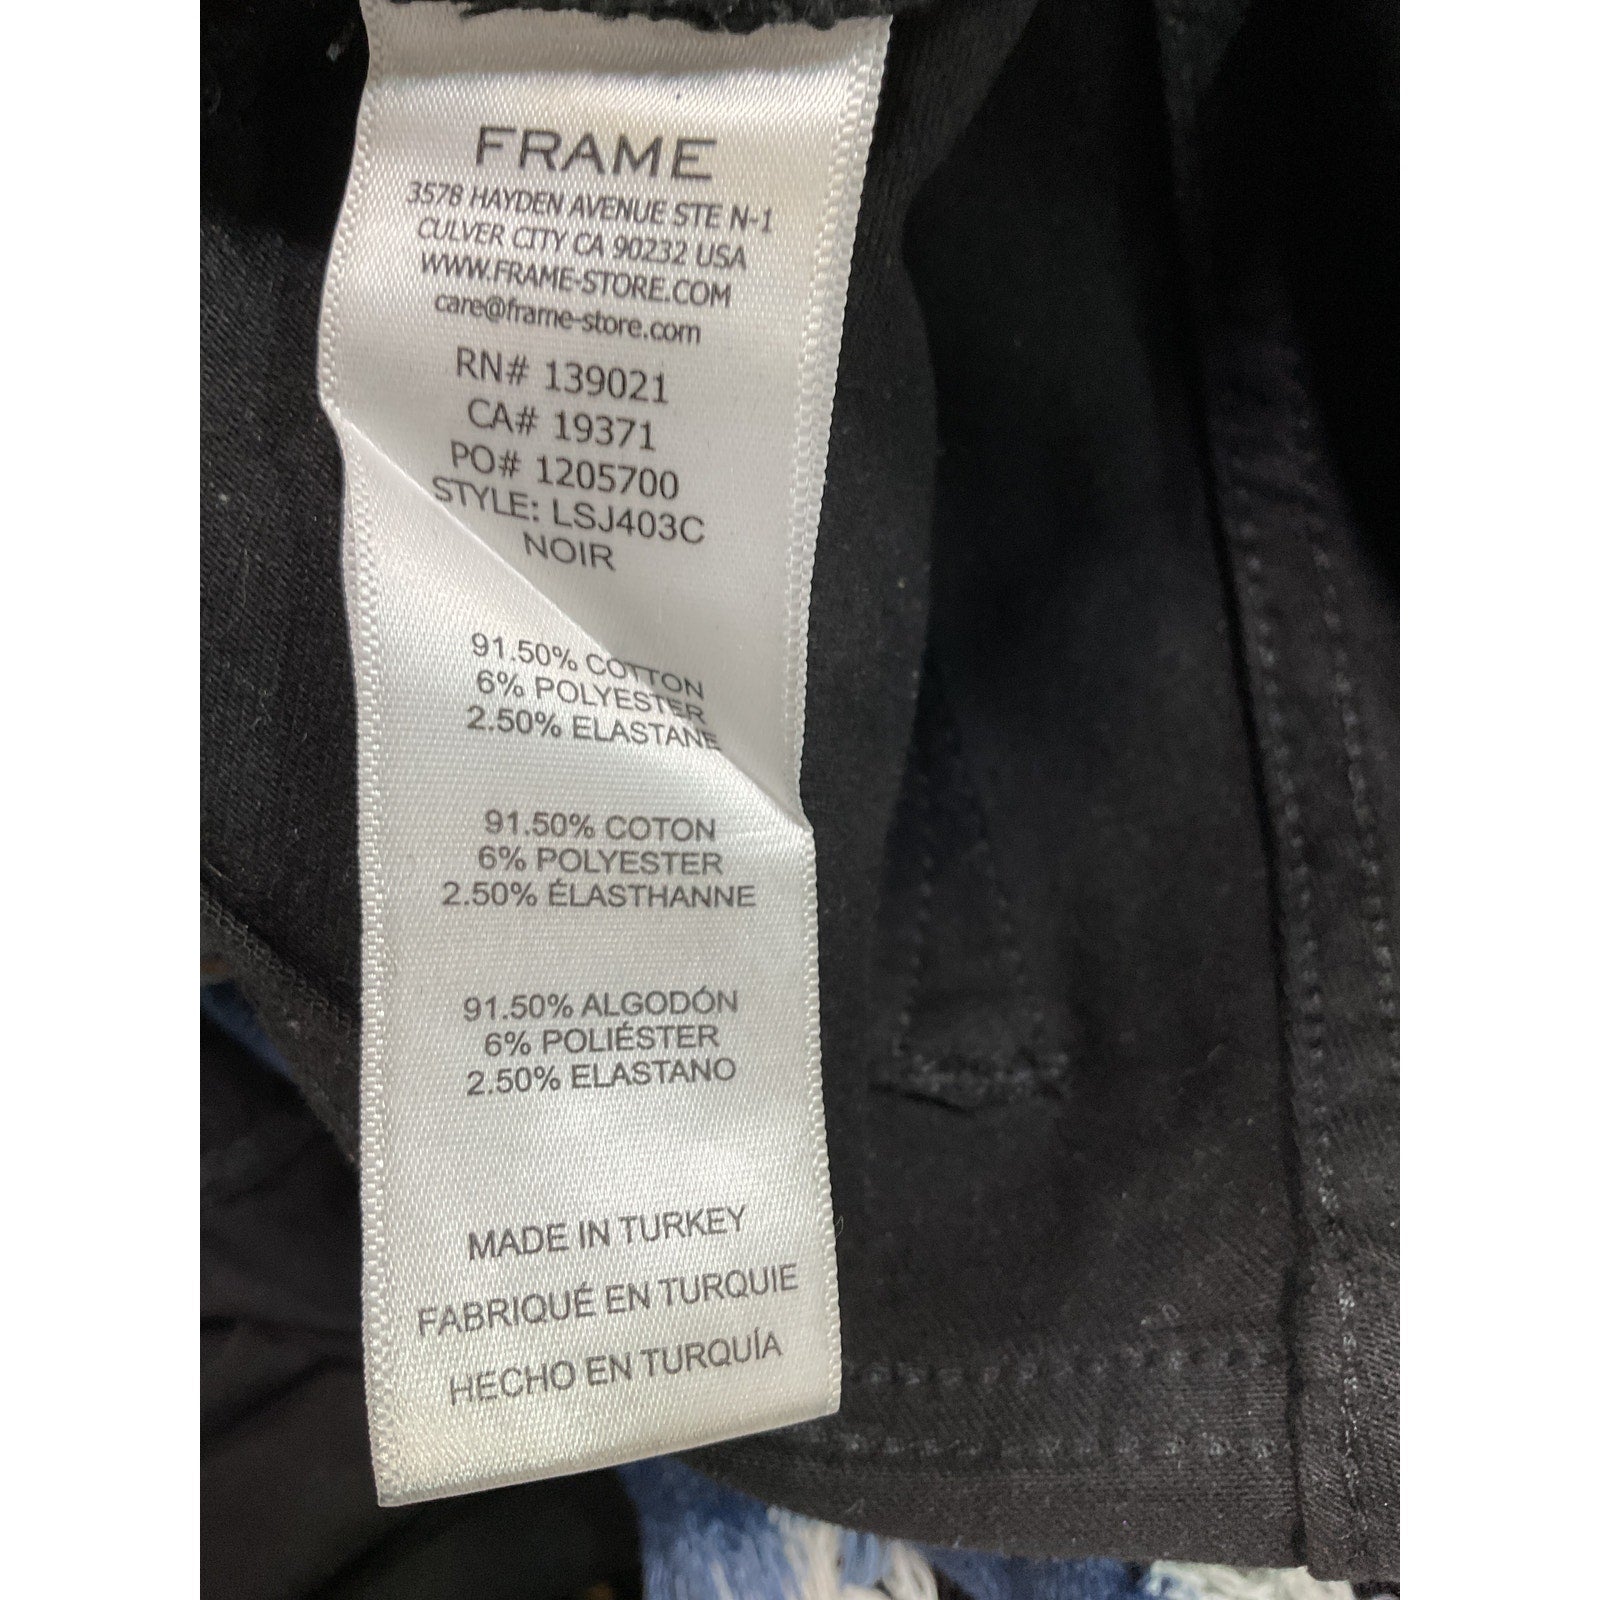 FRAME
3578 HAYDEN AVENUE STE N-1
CULVER CITY CA 90232 USA
WWW.FRAME-STORE.COM
care@frame-store.com
RN# 139021
CA# 19371
PO# 1205700
STYLE: LSJ403C
NOIR
91.50% COTTON
6% POLYESTER
2.50% ELASTANE
91.50% COTON
6% POLYESTER
2.50% ÉLASTHANNE
91.50% ALGODÓN
6% POLIÉSTER
2.50% ELASTANO
MADE IN TURKEY
FABRIQUÉ EN TURQUIE
HECHO EN TURQUÍA